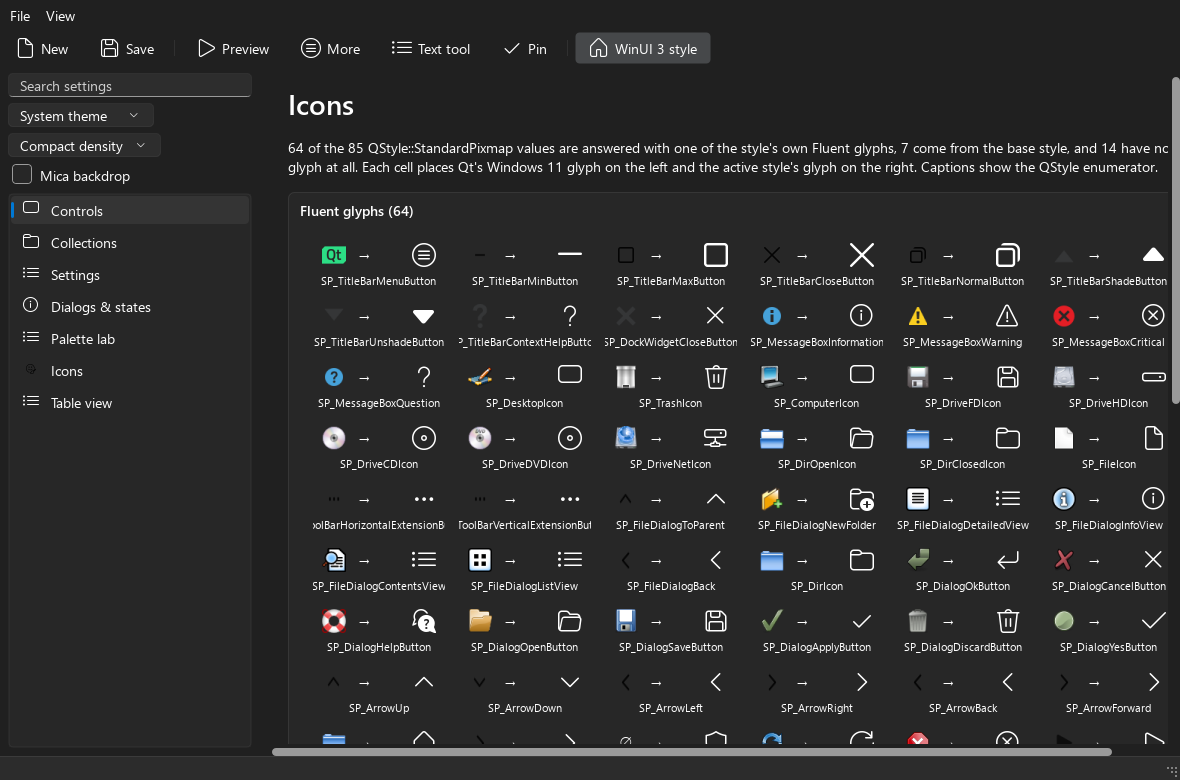 File View
New Save Preview More Text tool Pin WinUI 3 style
Search settings
System theme
Compact density
Mica backdrop
Controls
Collections
Settings
Dialogs & states
Palette lab
Icons
Table view
Icons
64 of the 85 QStyle::StandardPixmap values are answered with one of the style's own Fluent glyphs, 7 come from the base style, and 14 have no
glyph at all. Each cell places Qt's Windows 11 glyph on the left and the active style's glyph on the right. Captions show the QStyle enumerator.
Fluent glyphs (64)
Qt
SP_TitleBarMenuButton SP_TitleBarMinButton SP_TitleBarMaxButton SP_TitleBarCloseButton SP_TitleBarNormalButton SP_TitleBarShadeButton
SP_TitleBarUnshadeButton P_TitleBarContextHelpButto SP_DockWidgetCloseButton SP_MessageBoxInformation SP_MessageBoxWarning SP_MessageBoxCritical
SP_MessageBoxQuestion SP_DesktopIcon SP_TrashIcon SP_ComputerIcon SP_DriveFDIcon SP_DriveHDIcon
DVD
SP_DriveCDIcon SP_DriveDVDIcon SP_DriveNetIcon SP_DirOpenIcon SP_DirClosedIcon SP_FileIcon
oolBarHorizontalExtensionB ToolBarVerticalExtensionBut SP_FileDialogToParent SP_FileDialogNewFolder SP_FileDialogDetailedView SP_FileDialogInfoView
SP_FileDialogContentsView SP_FileDialogListView SP_FileDialogBack SP_DirIcon SP_DialogOkButton SP_DialogCancelButton
SP_DialogHelpButton SP_DialogOpenButton SP_DialogSaveButton SP_DialogApplyButton SP_DialogDiscardButton SP_DialogYesButton
SP_ArrowUp SP_ArrowDown SP_ArrowLeft SP_ArrowRight SP_ArrowBack SP_ArrowForward